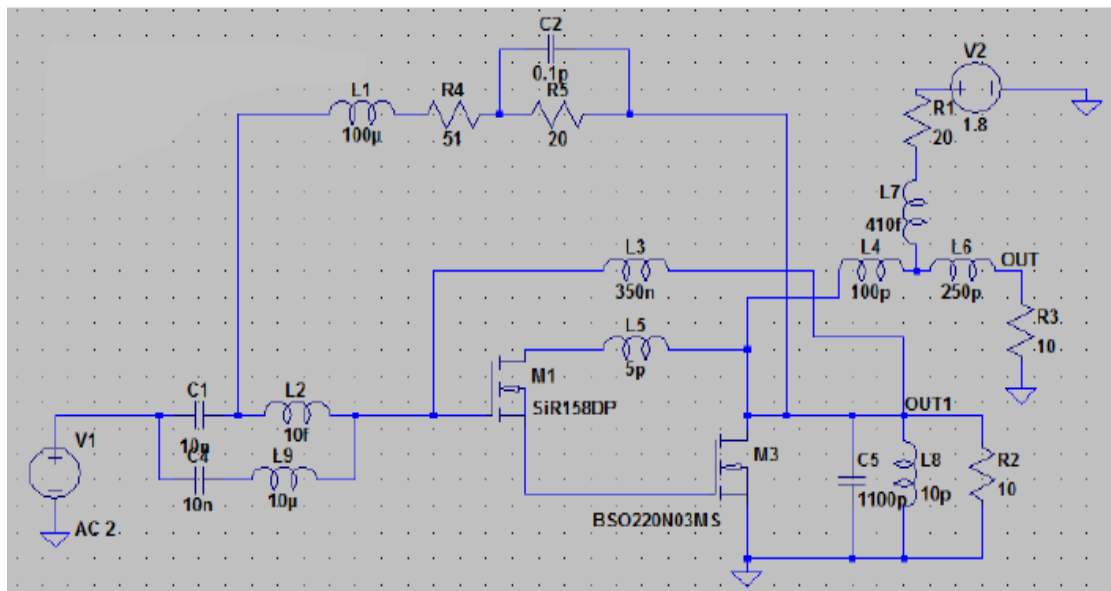 C2
0.1p
V2
1.8
L1
100µ
R4
51
R5
20
R1
20
L7
410f
L3
350n
L4
100p
L6
250p
OUT
R3
10
L5
5p
M1
SiR158DP
C1
L2
10f
C4
10n
L9
10µ
V1
AC 2
OUT1
M3
BSO220N03MS
C5
1100p
L8
10p
R2
10